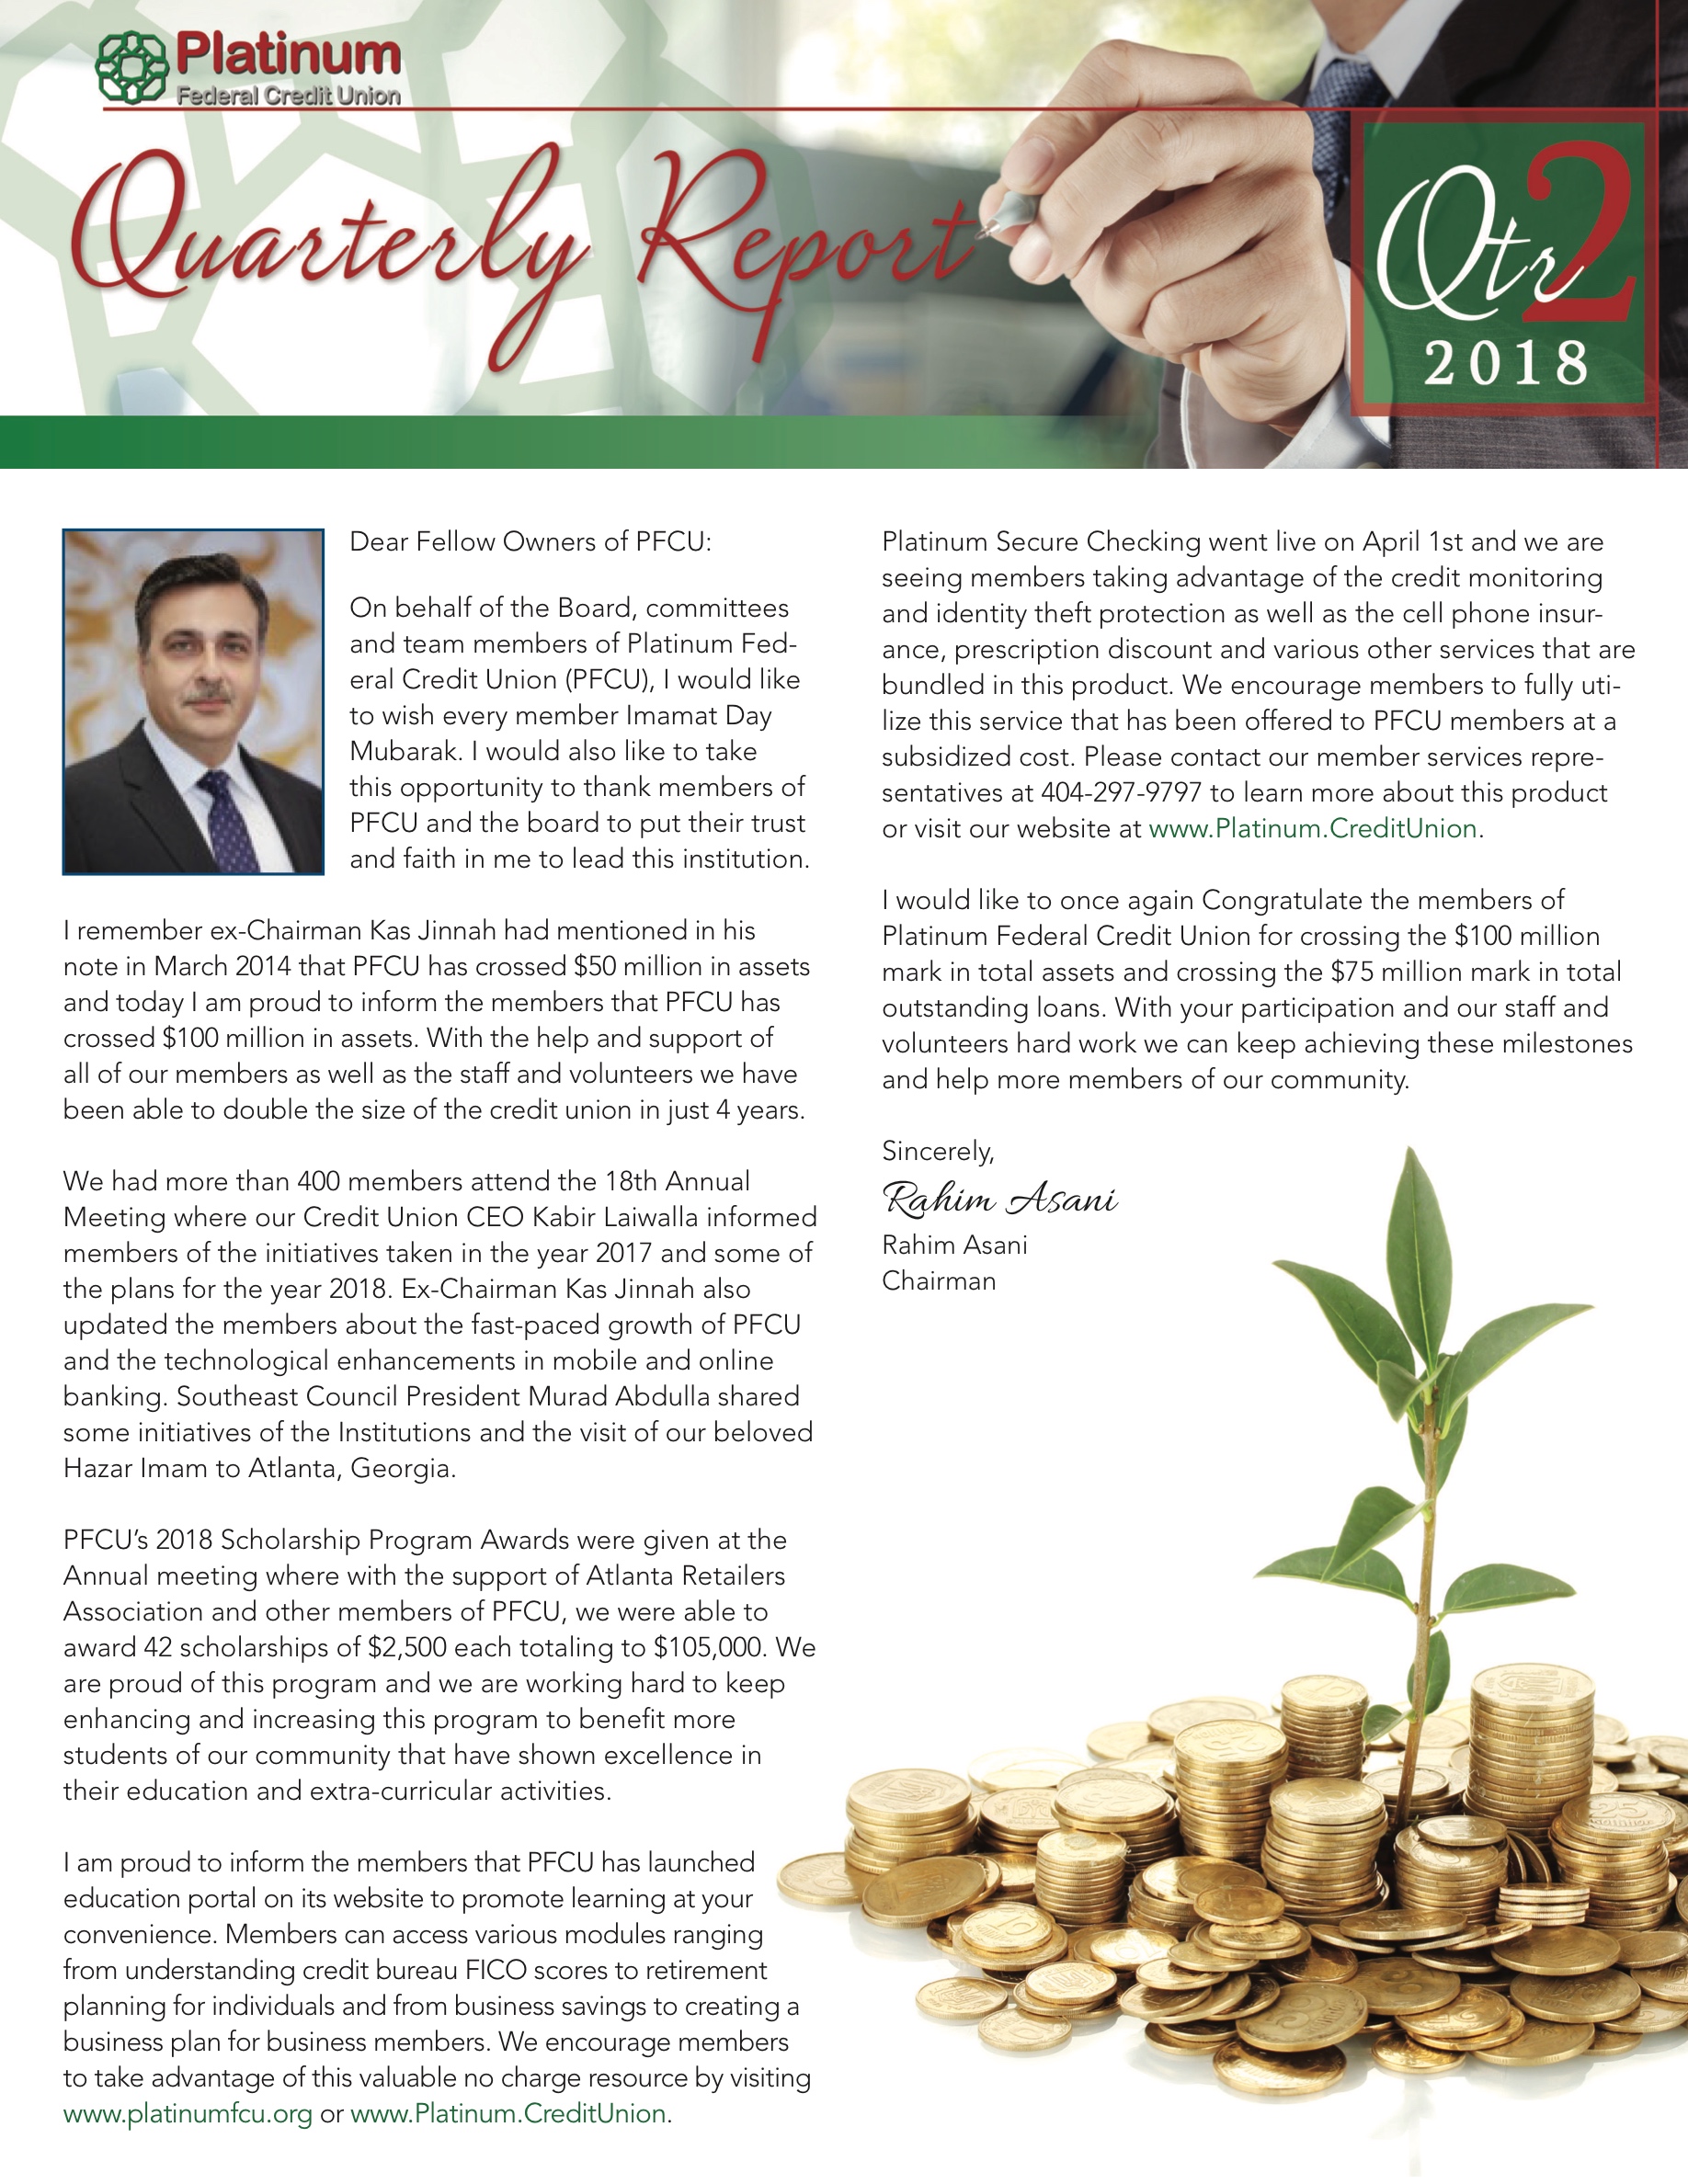 Platinum
Federal Credit Union
Quarterly Report
Qtr 2
2018
Dear Fellow Owners of PFCU:
On behalf of the Board, committees
and team members of Platinum Fed-
eral Credit Union (PFCU), I would like
to wish every member Imamat Day
Mubarak. I would also like to take
this opportunity to thank members of
PFCU and the board to put their trust
and faith in me to lead this institution.
I remember ex-Chairman Kas Jinnah had mentioned in his
note in March 2014 that PFCU has crossed $50 million in assets
and today I am proud to inform the members that PFCU has
crossed $100 million in assets. With the help and support of
all of our members as well as the staff and volunteers we have
been able to double the size of the credit union in just 4 years.
We had more than 400 members attend the 18th Annual
Meeting where our Credit Union CEO Kabir Laiwalla informed
members of the initiatives taken in the year 2017 and some of
the plans for the year 2018. Ex-Chairman Kas Jinnah also
updated the members about the fast-paced growth of PFCU
and the technological enhancements in mobile and online
banking. Southeast Council President Murad Abdulla shared
some initiatives of the Institutions and the visit of our beloved
Hazar Imam to Atlanta, Georgia.
PFCU’s 2018 Scholarship Program Awards were given at the
Annual meeting where with the support of Atlanta Retailers
Association and other members of PFCU, we were able to
award 42 scholarships of $2,500 each totaling to $105,000. We
are proud of this program and we are working hard to keep
enhancing and increasing this program to benefit more
students of our community that have shown excellence in
their education and extra-curricular activities.
I am proud to inform the members that PFCU has launched
education portal on its website to promote learning at your
convenience. Members can access various modules ranging
from understanding credit bureau FICO scores to retirement
planning for individuals and from business savings to creating a
business plan for business members. We encourage members
to take advantage of this valuable no charge resource by visiting
www.platinumfcu.org or www.Platinum.CreditUnion.
Platinum Secure Checking went live on April 1st and we are
seeing members taking advantage of the credit monitoring
and identity theft protection as well as the cell phone insur-
ance, prescription discount and various other services that are
bundled in this product. We encourage members to fully uti-
lize this service that has been offered to PFCU members at a
subsidized cost. Please contact our member services repre-
sentatives at 404-297-9797 to learn more about this product
or visit our website at www.Platinum.CreditUnion.
I would like to once again Congratulate the members of
Platinum Federal Credit Union for crossing the $100 million
mark in total assets and crossing the $75 million mark in total
outstanding loans. With your participation and our staff and
volunteers hard work we can keep achieving these milestones
and help more members of our community.
Sincerely,
Rahim Asani
Rahim Asani
Chairman